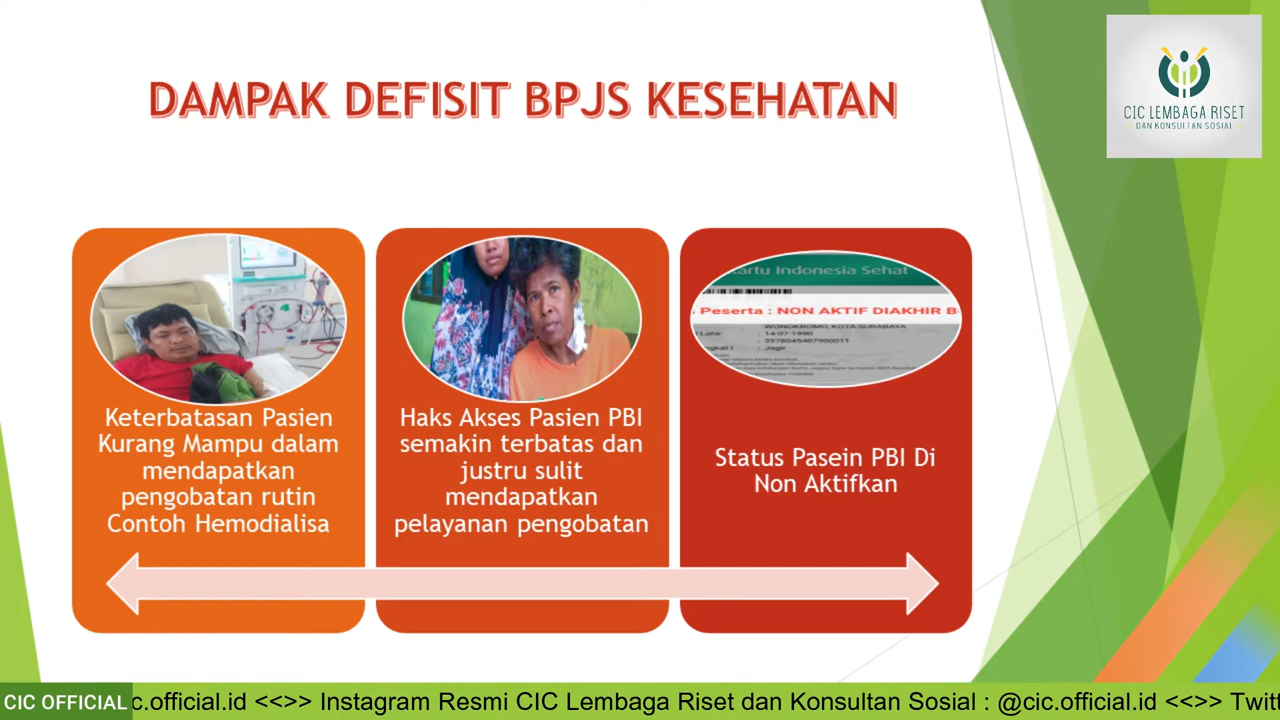 DAMPAK DEFISIT BPJS KESEHATAN
CIC LEMBAGA RISET
DAN KONSULTAN SOSIAL
Keterbatasan Pasien
Kurang Mampu dalam
mendapatkan
pengobatan rutin
Contoh Hemodialisa
Haks Akses Pasien PBI
semakin terbatas dan
justru sulit
mendapatkan
pelayanan pengobatan
artu Indonesia Sehat
s Peserta : NON AKTIF DIAKHIR B
WONOKROMO, KOTA SURABAYA
14-07-1990
3578045407900011
Jagir
Status Pasein PBI Di
Non Aktifkan
CIC OFFICIAL
c.official.id <<>> Instagram Resmi CIC Lembaga Riset dan Konsultan Sosial : @cic.official.id <<>> Twitt